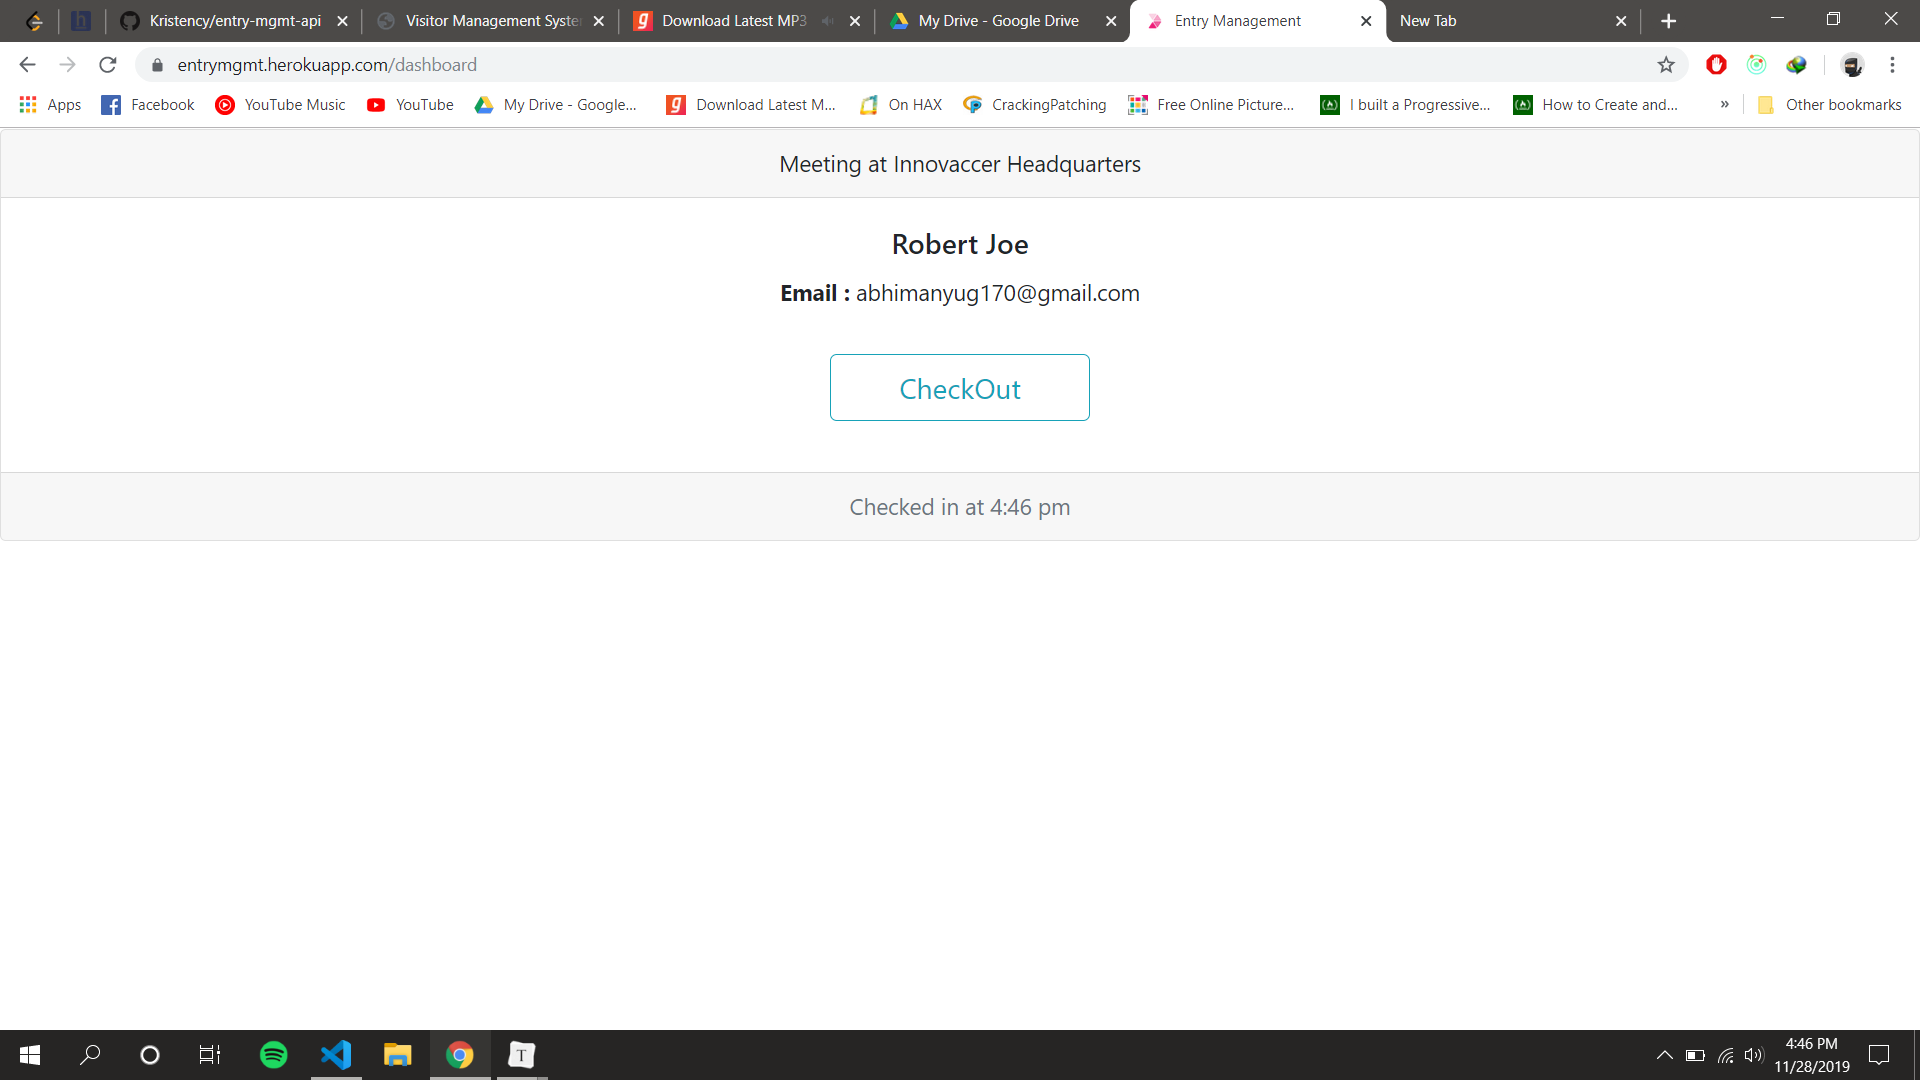 Kristency/entry-mgmt-api
Visitor Management Syste
Download Latest MP3
My Drive - Google Drive
Entry Management
New Tab
entrymgmt.herokuapp.com/dashboard
Apps
Facebook
YouTube Music
YouTube
My Drive - Google...
Download Latest M...
On HAX
CrackingPatching
Free Online Picture...
I built a Progressive...
How to Create and...
»
Other bookmarks
Meeting at Innovaccer Headquarters
Robert Joe
Email : abhimanyug170@gmail.com
CheckOut
Checked in at 4:46 pm
T
4:46 PM
11/28/2019